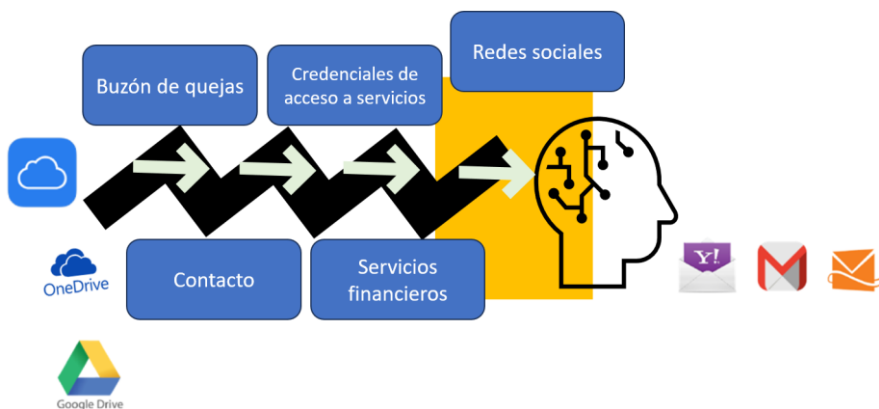 Redes sociales
Buzón de quejas
Credenciales de
acceso a servicios
OneDrive
Contacto
Servicios
financieros
Y!
M
Google Drive